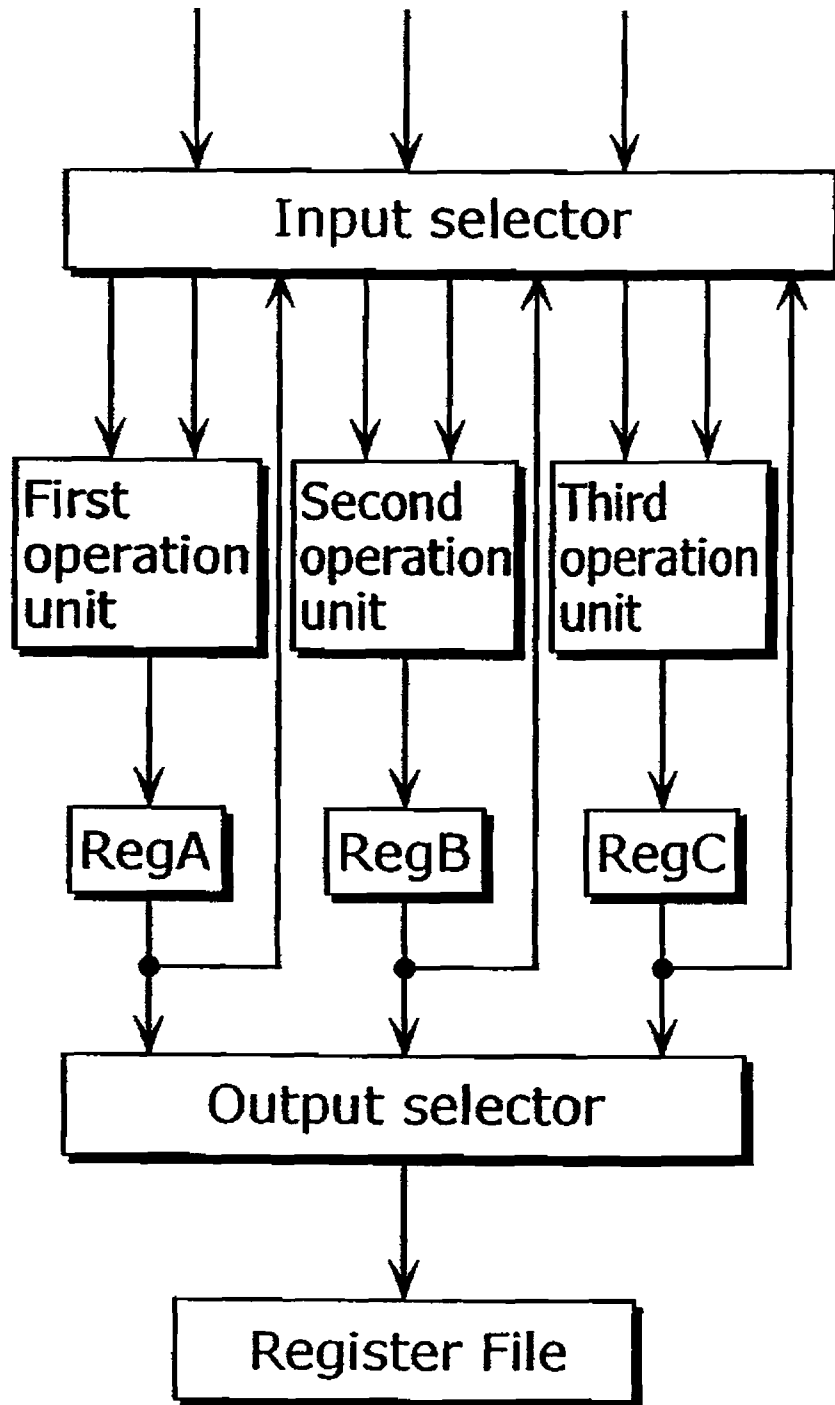 Input selector
First
operation
unit
Second
operation
unit
Third
operation
unit
RegA
RegB
RegC
Output selector
Register File